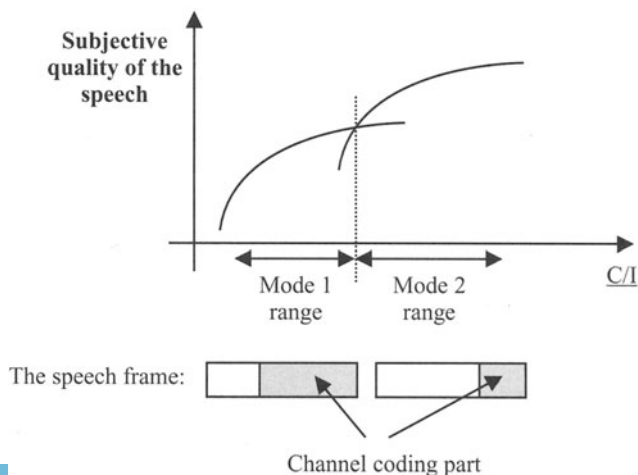 Subjective
quality of the
speech
C/I
Mode 1
range
Mode 2
range
The speech frame:
Channel coding part